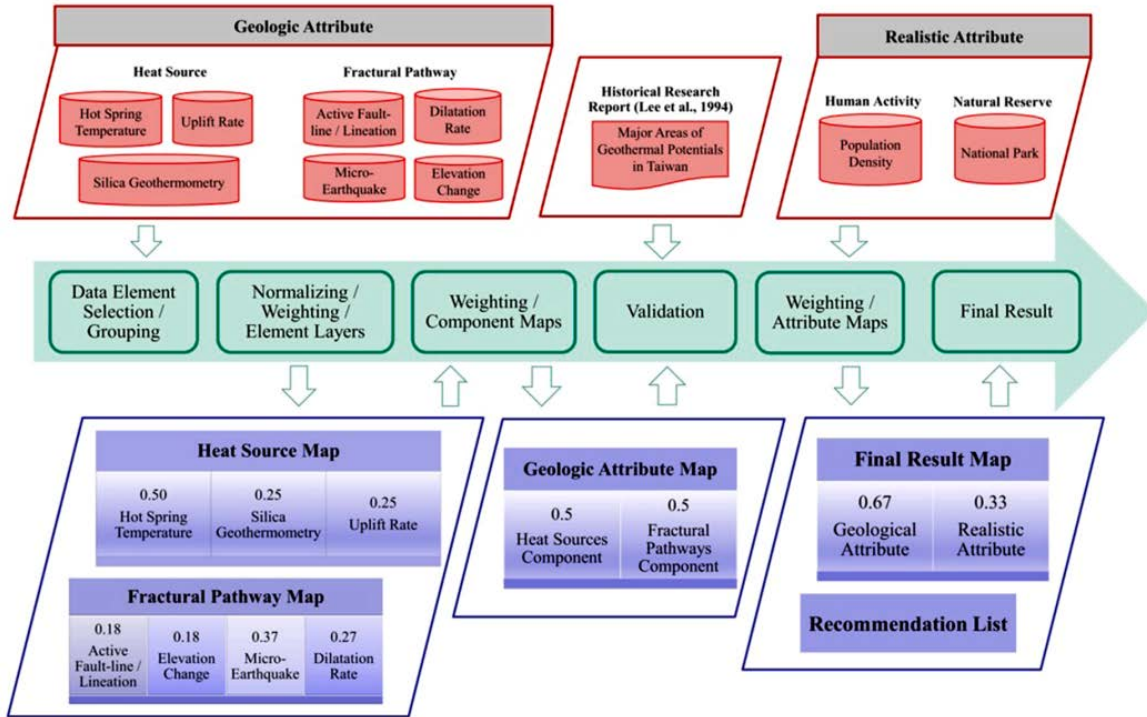 Geologic Attribute
Heat Source
Fractural Pathway
Hot Spring
Temperature
Uplift Rate
Silica Geothermometry
Active Fault-
line / Lineation
Dilatation
Rate
Micro-
Earthquake
Elevation
Change
Historical Research
Report (Lee et al., 1994)
Major Areas of
Geothermal Potentials
in Taiwan
Realistic Attribute
Human Activity
Natural Reserve
Population
Density
National Park
Data Element
Selection /
Grouping
Normalizing /
Weighting /
Element Layers
Weighting /
Component Maps
Validation
Weighting /
Attribute Maps
Final Result
Heat Source Map
0.50
Hot Spring
Temperature
0.25
Silica
Geothermometry
0.25
Uplift Rate
Fractural Pathway Map
0.18
Active
Fault-line /
Lineation
0.18
Elevation
Change
0.37
Micro-
Earthquake
0.27
Dilatation
Rate
Geologic Attribute Map
0.5
Heat Sources
Component
0.5
Fractural
Pathways
Component
Final Result Map
0.67
Geological
Attribute
0.33
Realistic
Attribute
Recommendation List